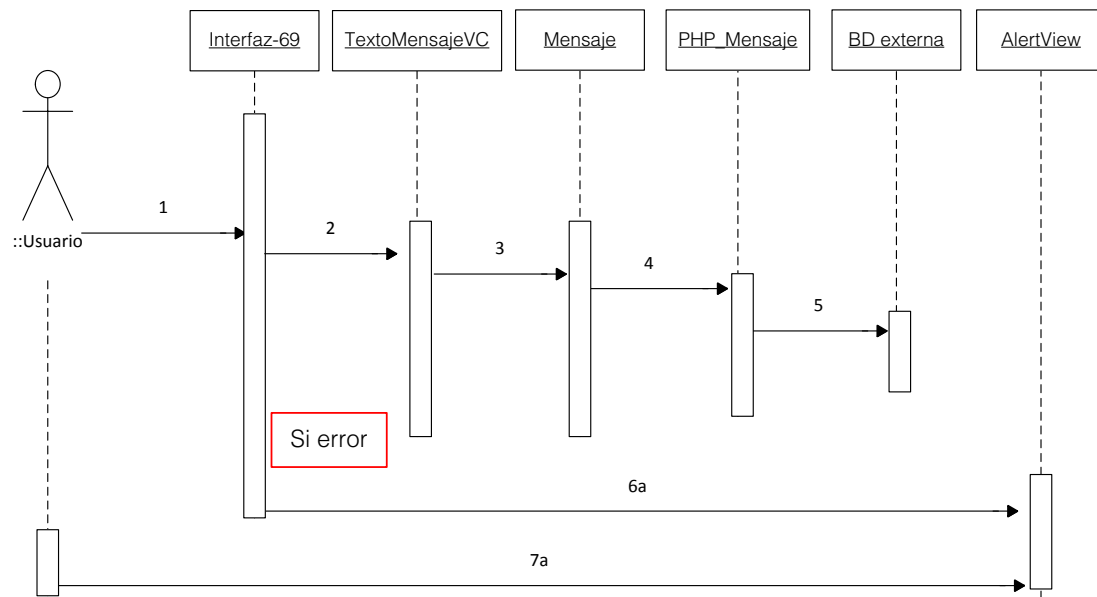 Interfaz-69
TextoMensajeVC
Mensaje
PHP_Mensaje
BD externa
AlertView
::Usuario
1
2
3
4
5
Si error
6a
7a